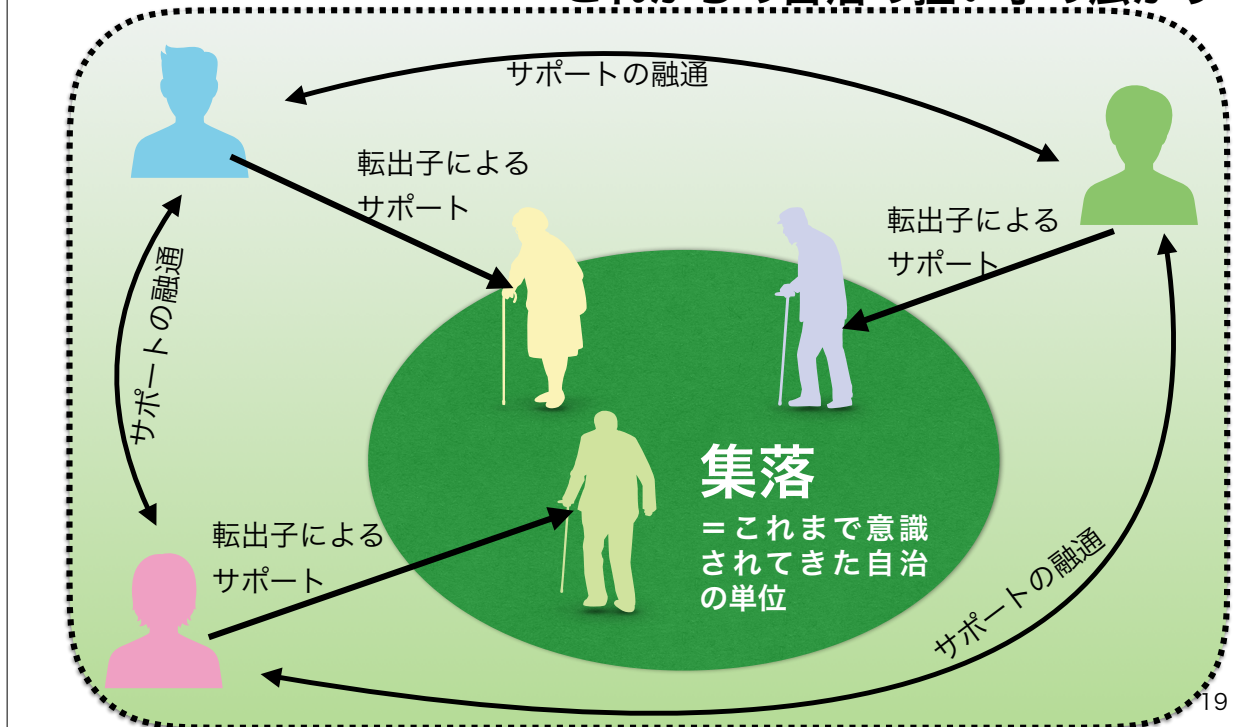 サポートの融通
転出子による
サポート
転出子による
サポート
サポートの融通
集落
＝これまで意識
されてきた自治
の単位
転出子による
サポート
サポートの融通
19